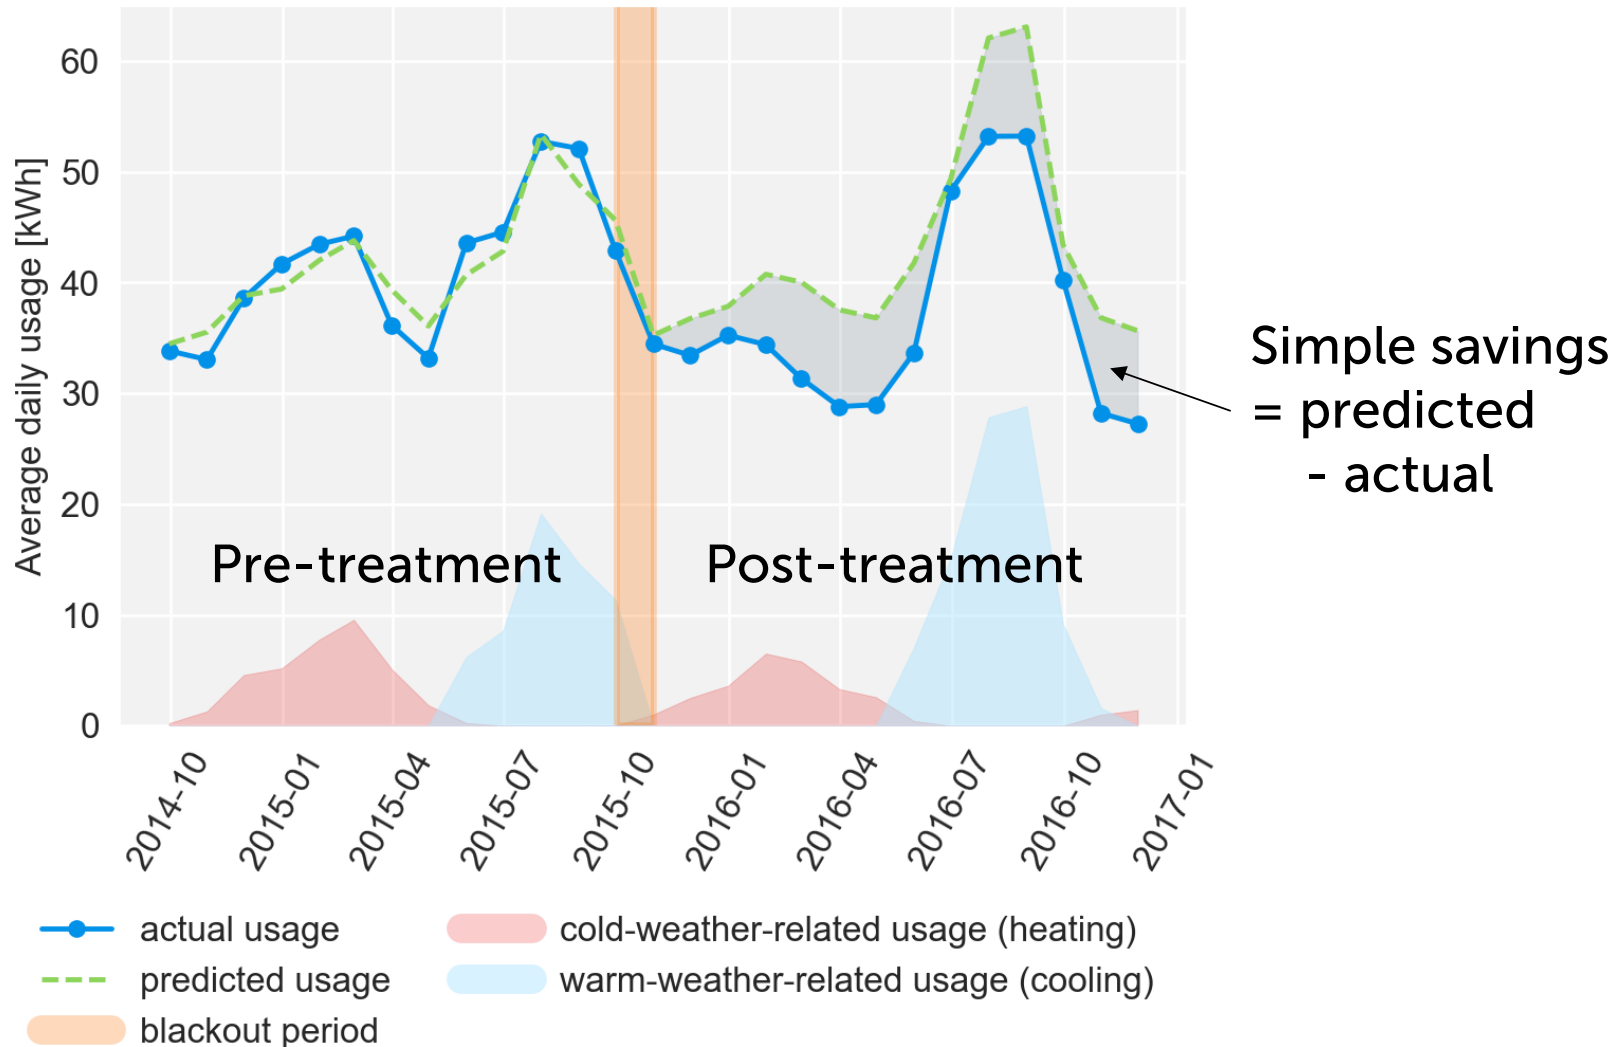 60
50
40
30
20
10
0
Average daily usage [kWh]
Pre-treatment
Post-treatment
Simple savings
= predicted
- actual
2014-10
2015-01
2015-04
2015-07
2015-10
2016-01
2016-04
2016-07
2016-10
2017-01
actual usage
predicted usage
blackout period
cold-weather-related usage (heating)
warm-weather-related usage (cooling)